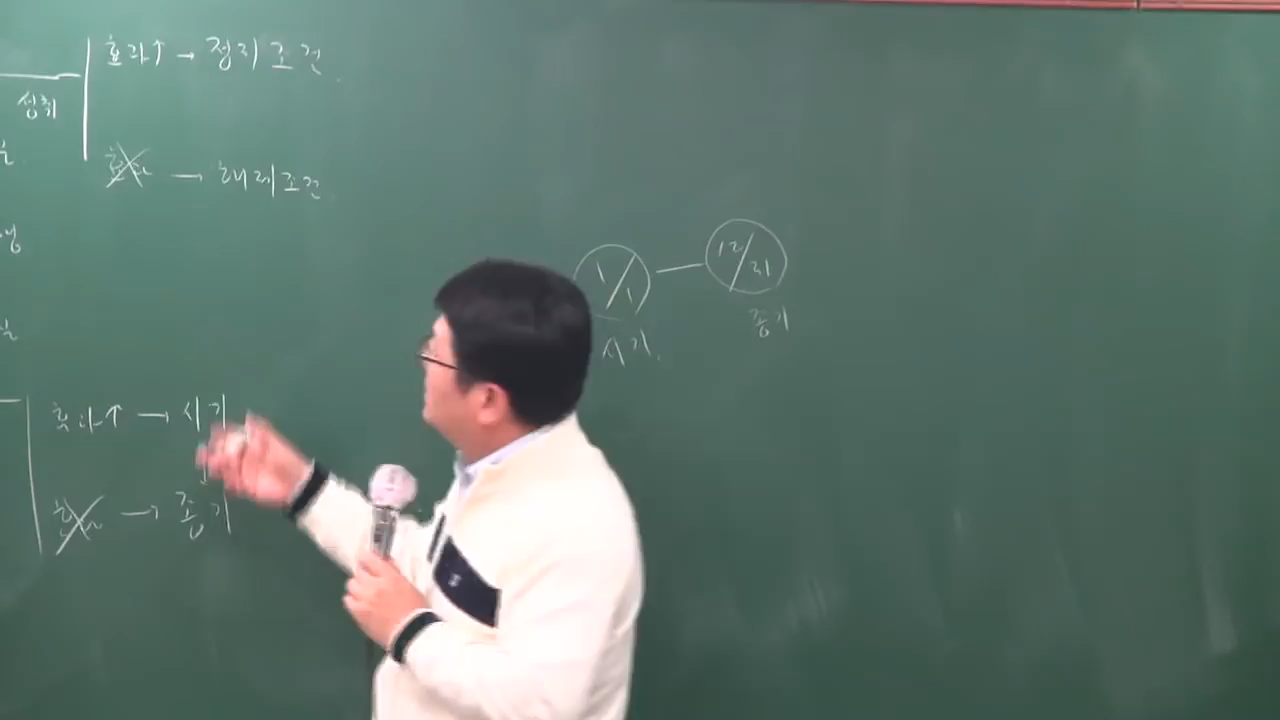 효과↑ → 정지조건
성취
효과 → 해제조건
1/1 — 12/31
시기 종기
효과↑ → 시기
효과 → 종기